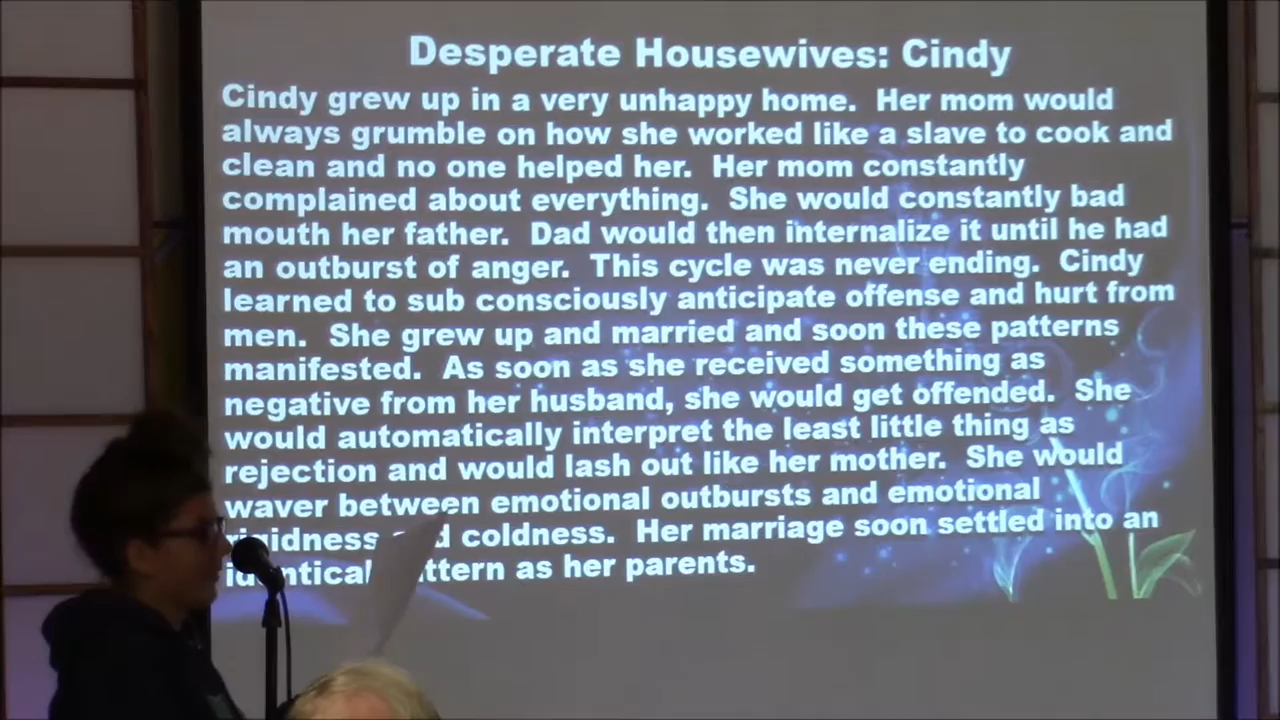 Desperate Housewives: Cindy
Cindy grew up in a very unhappy home. Her mom would
always grumble on how she worked like a slave to cook and
clean and no one helped her. Her mom constantly
complained about everything. She would constantly bad
mouth her father. Dad would then internalize it until he had
an outburst of anger. This cycle was never ending. Cindy
learned to sub consciously anticipate offense and hurt from
men. She grew up and married and soon these patterns
manifested. As soon as she received something as
negative from her husband, she would get offended. She
would automatically interpret the least little thing as
rejection and would lash out like her mother. She would
waver between emotional outbursts and emotional
coldness. Her marriage soon settled into an
as her parents.